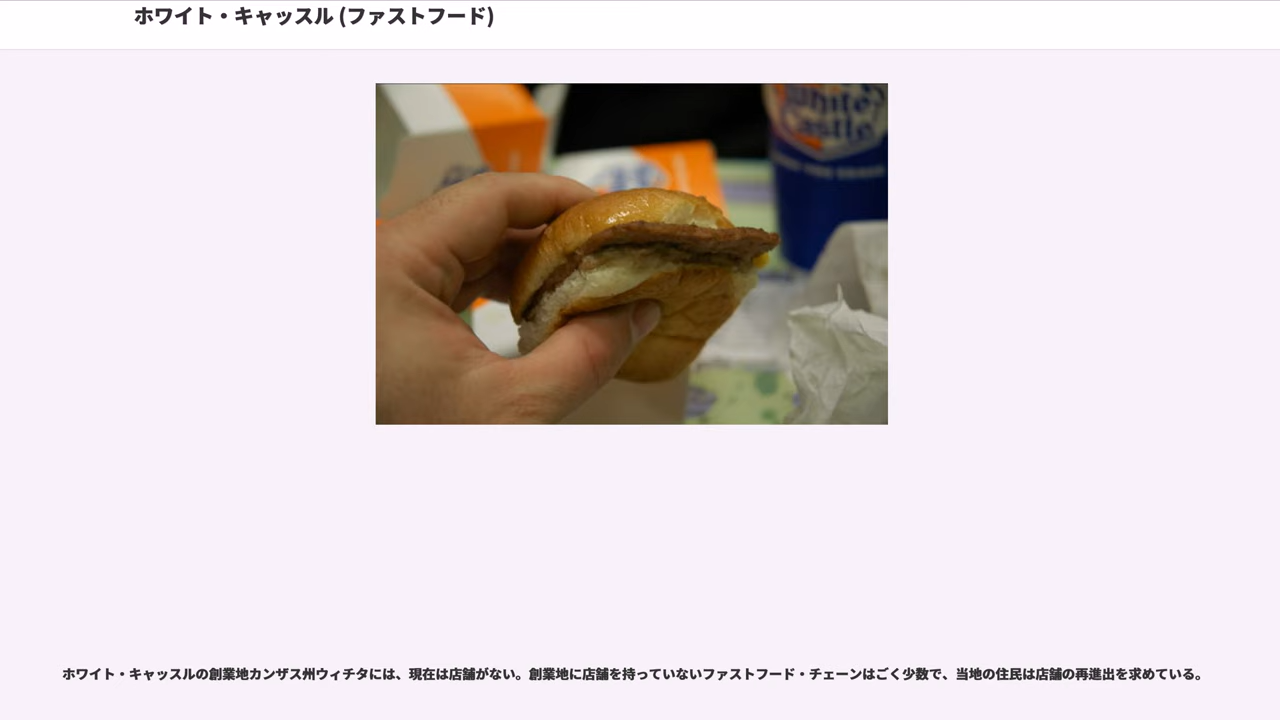 ホワイト・キャッスル (ファストフード)
White
Castle
ホワイト・キャッスルの創業地カンザス州ウィチタには、現在は店舗がない。創業地に店舗を持っていないファストフード・チェーンはごく少数で、当地の住民は店舗の再進出を求めている。